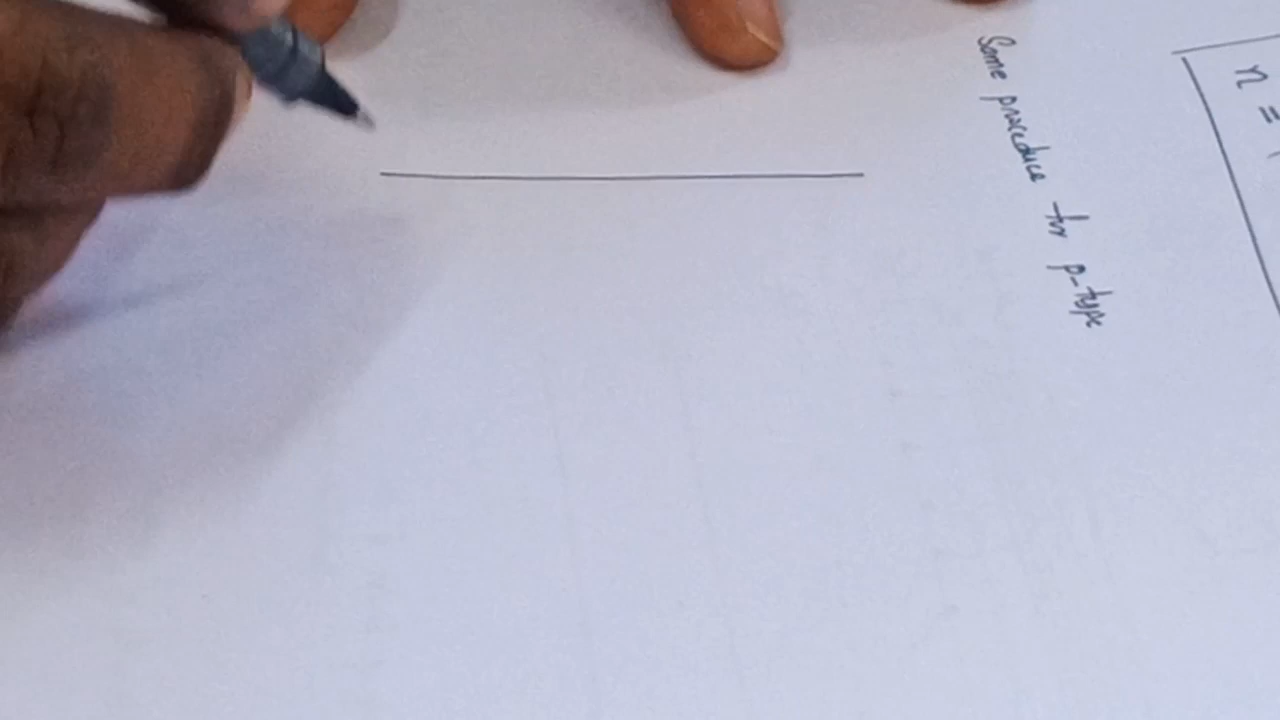 Same procedure for p-type
n =